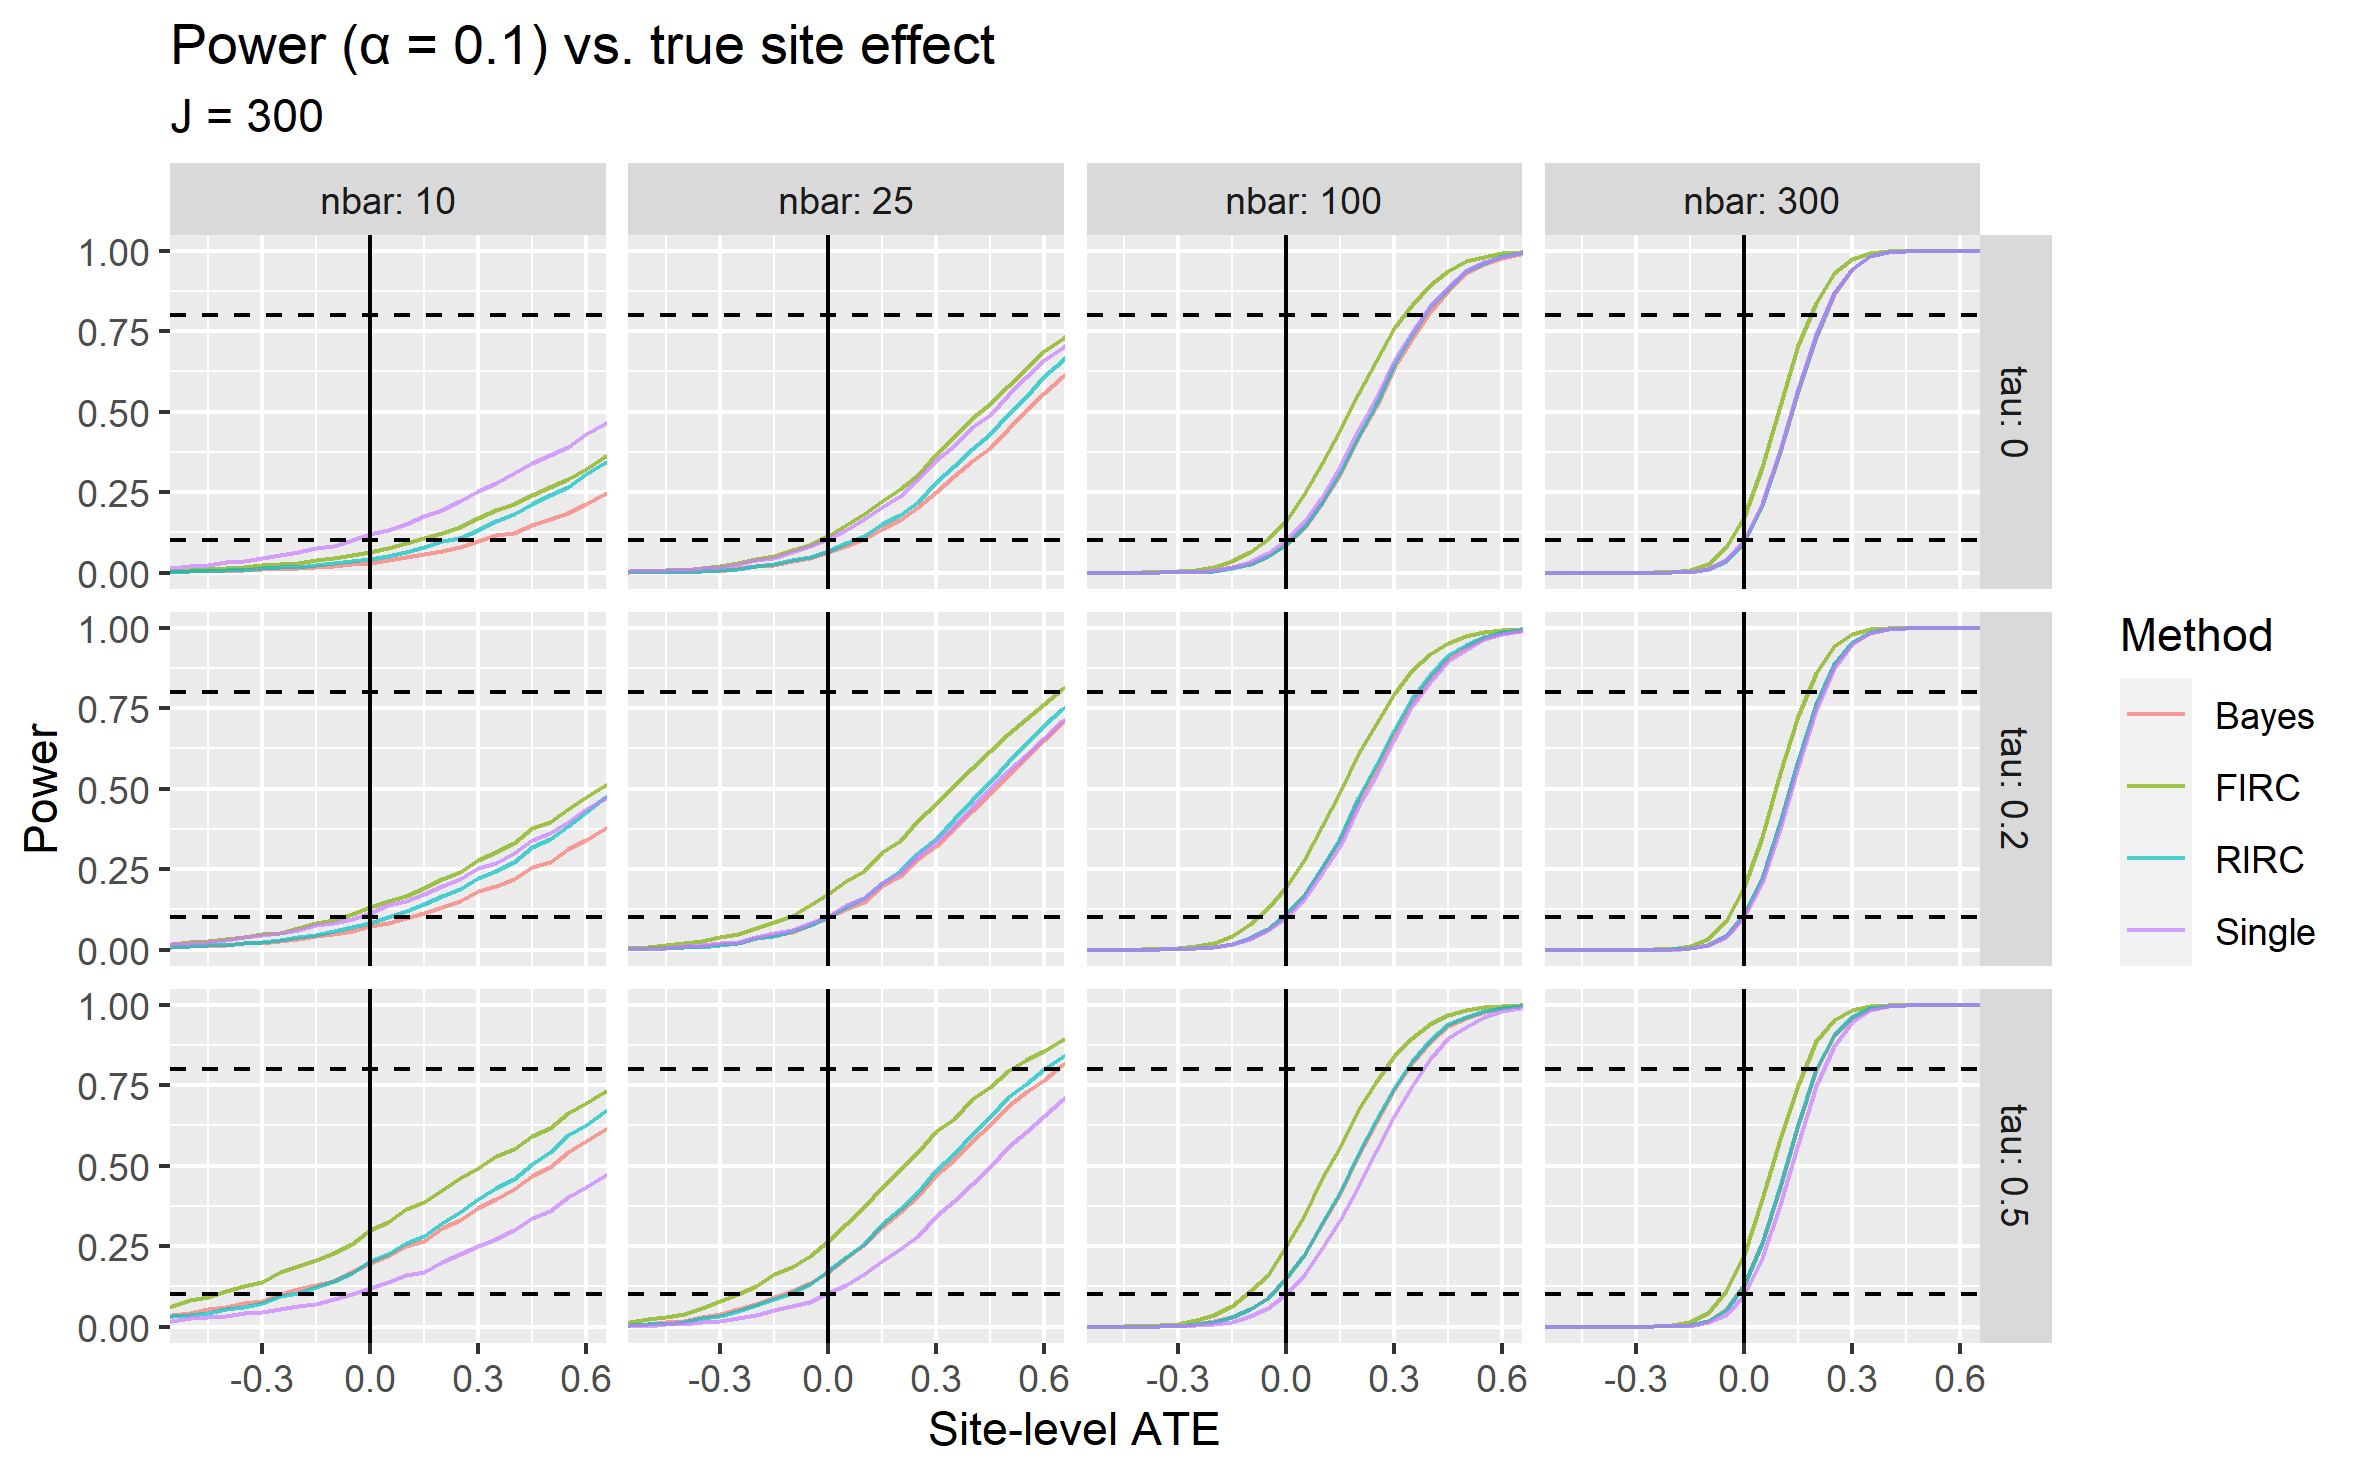 Power (α = 0.1) vs. true site effect
J = 300
nbar: 10 nbar: 25 nbar: 100 nbar: 300
1.00
0.75
0.50
0.25
0.00
tau: 0
1.00
0.75
0.50
0.25
0.00
tau: 0.2
1.00
0.75
0.50
0.25
0.00
tau: 0.5
Power
-0.3 0.0 0.3 0.6 -0.3 0.0 0.3 0.6 -0.3 0.0 0.3 0.6 -0.3 0.0 0.3 0.6
Site-level ATE
Method
Bayes
FIRC
RIRC
Single